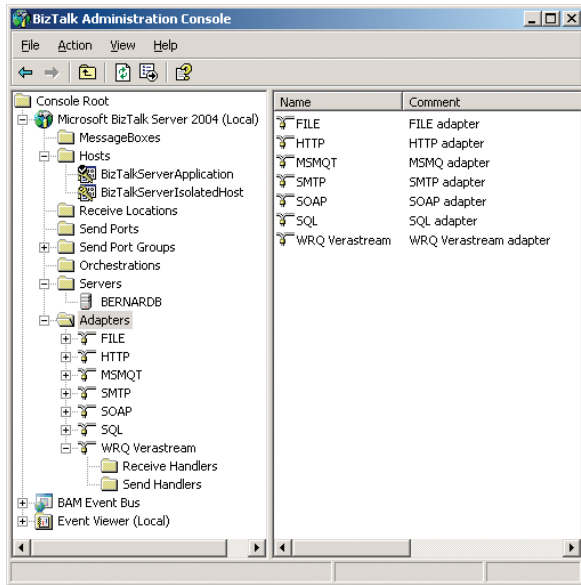 BizTalk Administration Console
File Action View Help
Console Root
Microsoft BizTalk Server 2004 (Local)
MessageBoxes
Hosts
BizTalkServerApplication
BizTalkServerIsolatedHost
Receive Locations
Send Ports
Send Port Groups
Orchestrations
Servers
BERNARDB
Adapters
FILE
HTTP
MSMQT
SMTP
SOAP
SQL
WRQ Verastream
Receive Handlers
Send Handlers
BAM Event Bus
Event Viewer (Local)
Name Comment
FILE FILE adapter
HTTP HTTP adapter
MSMQT MSMQ adapter
SMTP SMTP adapter
SOAP SOAP adapter
SQL SQL adapter
WRQ Verastream WRQ Verastream adapter